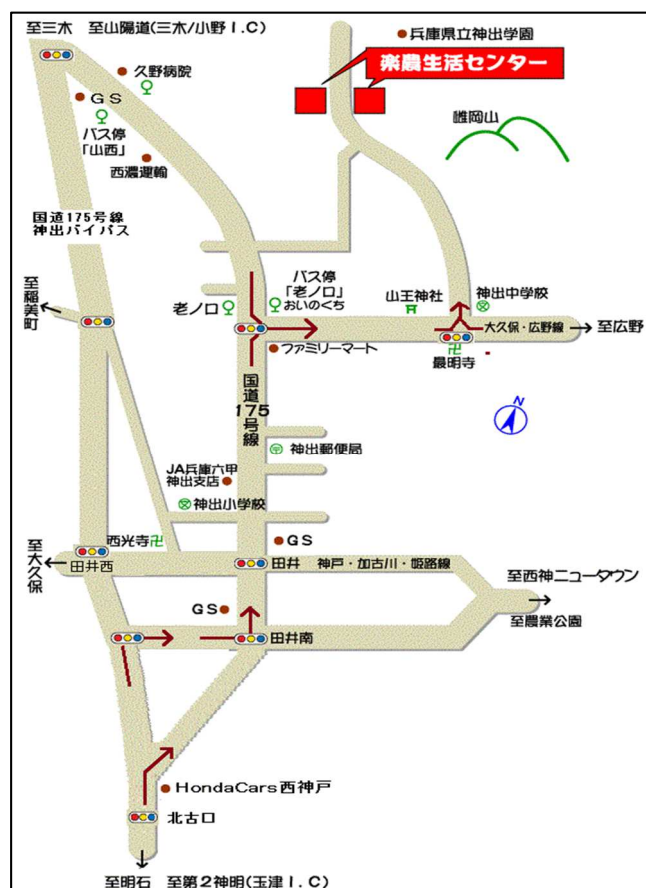 至三木 至山陽道(三木/小野I.C)
兵庫県立神出学園
楽農生活センター
久野病院
GS
バス停
「山西」
西濃運輸
雌岡山
国道175号線
神出バイパス
至稲美町
老ノ口
バス停
「老ノ口」
おいのくち
山王神社
神出中学校
大久保・広野線
至広野
ファミリーマート
最明寺
国道175号線
N
神出郵便局
JA兵庫六甲
神出支店
神出小学校
西光寺
GS
至大久保
田井西
田井
神戸・加古川・姫路線
至西神ニュータウン
至農業公園
GS
田井南
HondaCars西神戸
北古口
至明石 至第2神明(玉津I.C)